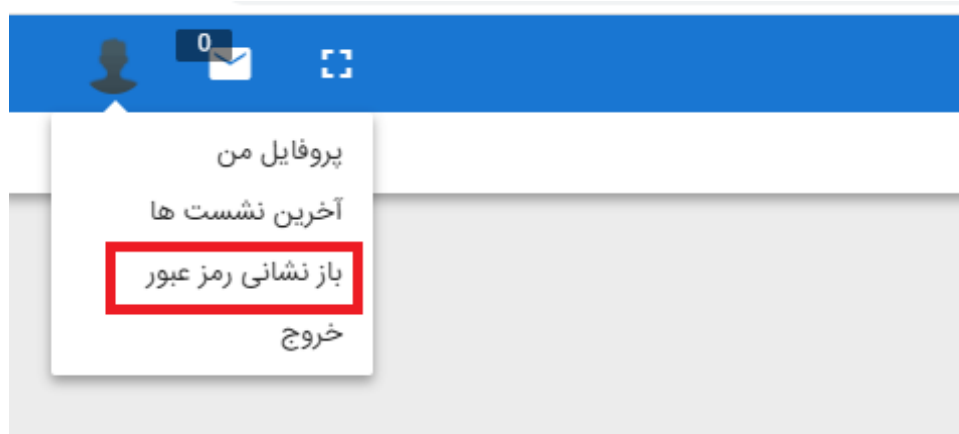 0
پروفایل من
آخرین نشست ها
باز نشانی رمز عبور
خروج